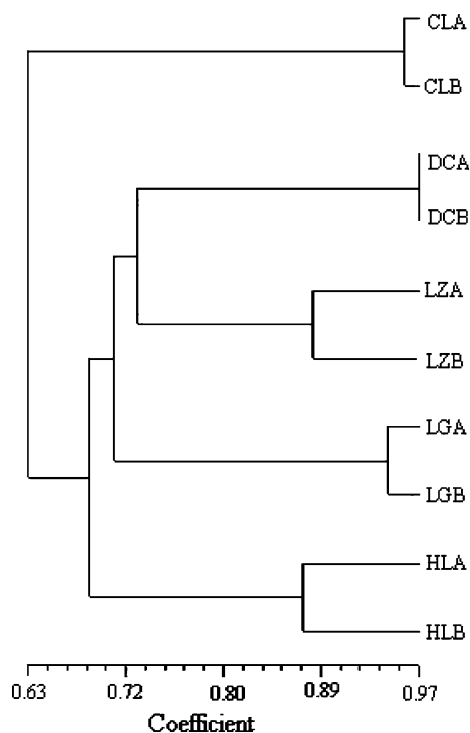 CLA
CLB
DCA
DCB
LZA
LZB
LGA
LGB
HLA
HLB
0.63 0.72 0.80 0.89 0.97
Coefficient